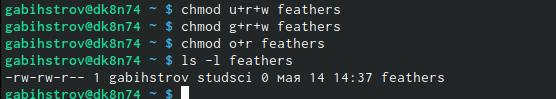 gabihstrov@dk8n74 ~ $ chmod u+r+w feathers
gabihstrov@dk8n74 ~ $ chmod g+r+w feathers
gabihstrov@dk8n74 ~ $ chmod o+r feathers
gabihstrov@dk8n74 ~ $ ls -l feathers
-rw-rw-r-- 1 gabihstrov studsci 0 мая 14 14:37 feathers
gabihstrov@dk8n74 ~ $